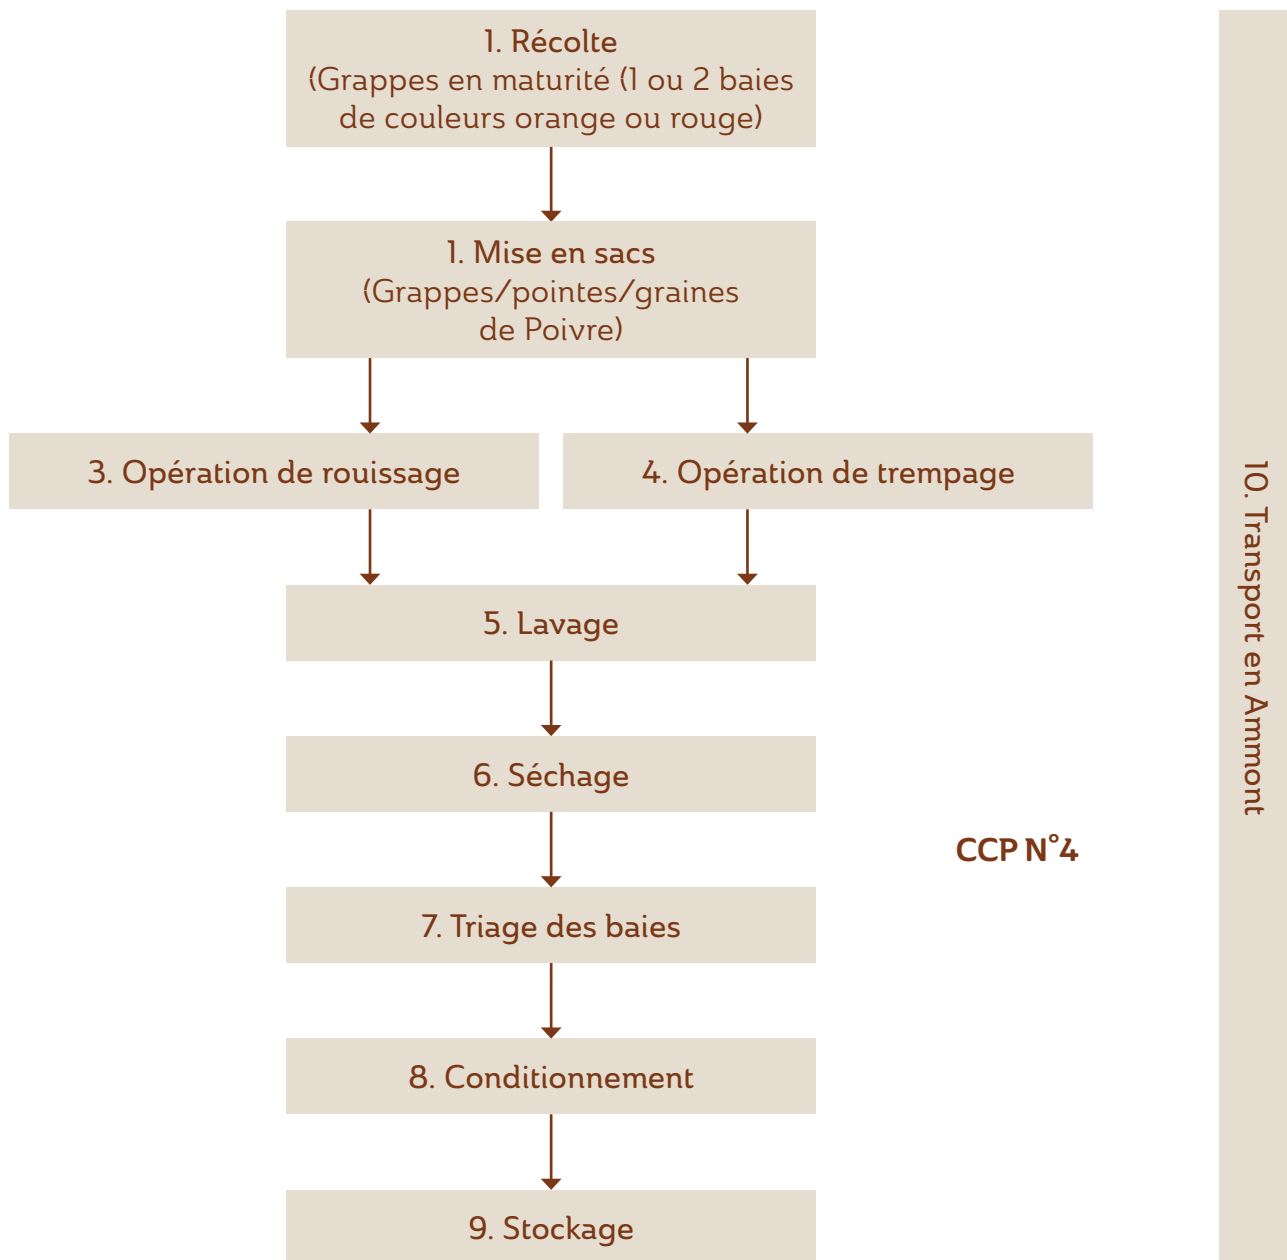 1. Récolte
(Grappes en maturité (1 ou 2 baies
de couleurs orange ou rouge)
1. Mise en sacs
(Grappes/pointes/graines
de Poivre)
3. Opération de rouissage
4. Opération de trempage
5. Lavage
6. Séchage
CCP N°4
7. Triage des baies
8. Conditionnement
9. Stockage
10. Transport en Ammont